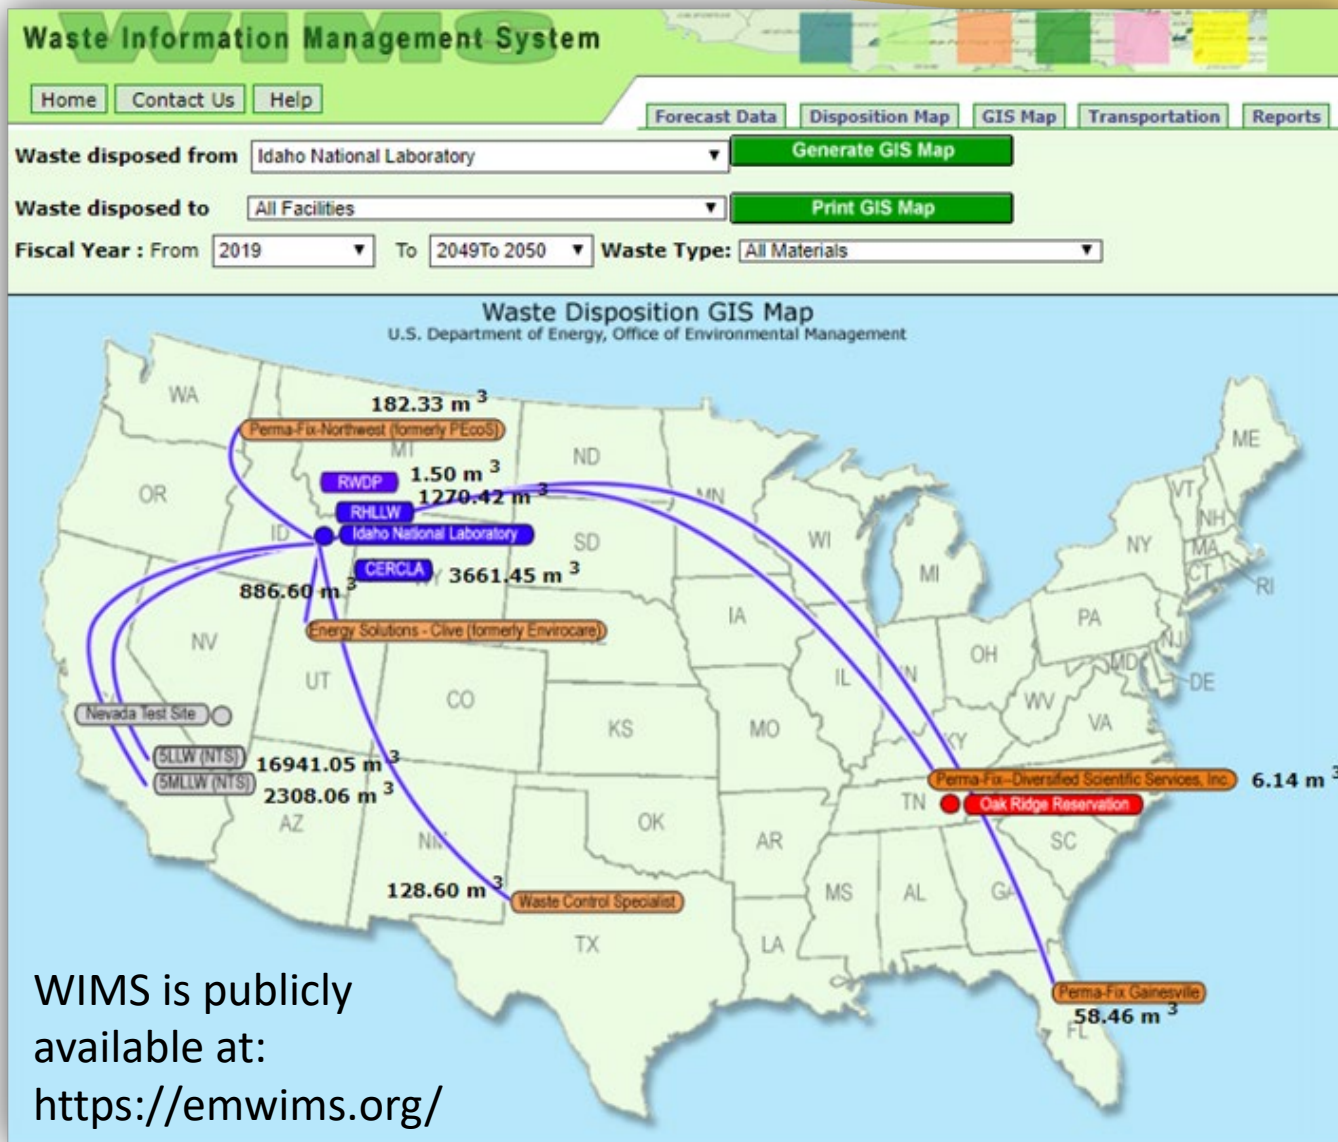 Waste Information Management System
WIMS
Home Contact Us Help
Forecast Data Disposition Map GIS Map Transportation Reports
Waste disposed from Idaho National Laboratory Generate GIS Map
Waste disposed to All Facilities Print GIS Map
Fiscal Year : From 2019 To 2049To 2050 Waste Type: All Materials
Waste Disposition GIS Map
U.S. Department of Energy, Office of Environmental Management
WA
182.33 m 3
Perma-Fix-Northwest (formerly PEcoS)
MT
ND
ME
RWDP 1.50 m 3
OR
RHLLW 1270.42 m 3
MN
VT
NH
ID
Idaho National Laboratory
SD
WI
NY
MA
CERCLA 3661.45 m 3
MI
CT
RI
886.60 m 3
Energy Solutions - Clive (formerly Envirocare)
IA
PA
NV
NJ
OH
UT
IL
IN
MD
DE
CO
WV
Nevada Test Site
KS
MO
VA
KY
5LLW (NTS) 16941.05 m 3
5MLLW (NTS)
2308.06 m 3
Perma-Fix--Diversified Scientific Services, Inc. 6.14 m 3
TN
Oak Ridge Reservation
AZ
NM
OK
AR
SC
128.60 m 3
Waste Control Specialist
MS
AL
GA
TX
LA
Perma-Fix Gainesville
58.46 m 3
FL
WIMS is publicly
available at:
https://emwims.org/